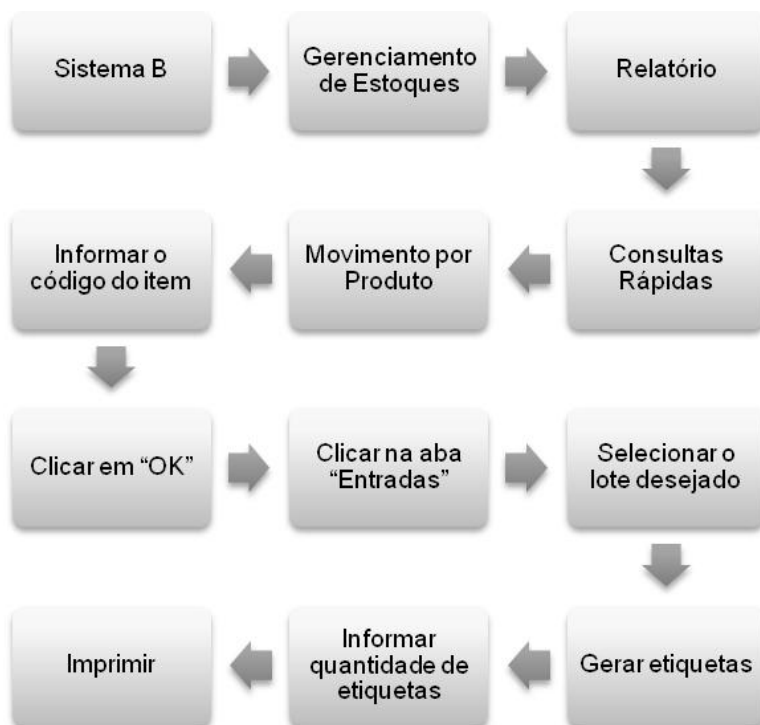 Sistema B
Gerenciamento
de Estoques
Relatório
Consultas
Rápidas
Movimento por
Produto
Informar o
código do item
Clicar em “OK”
Clicar na aba
“Entradas”
Selecionar o
lote desejado
Gerar etiquetas
Informar
quantidade de
etiquetas
Imprimir